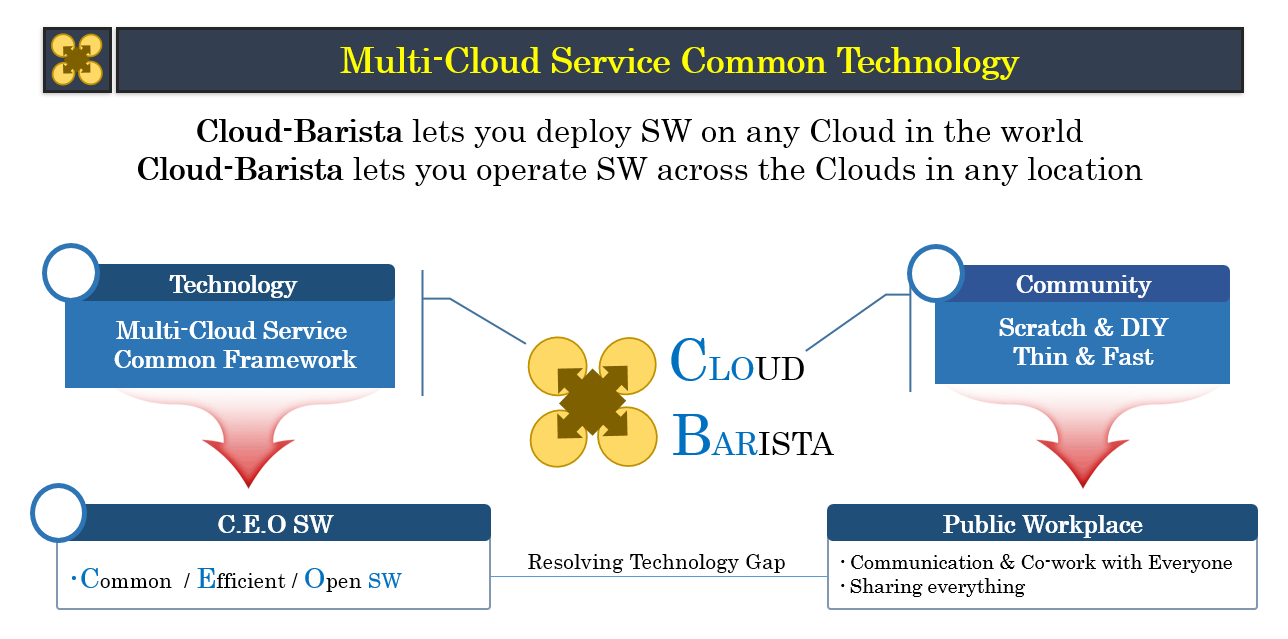 Multi-Cloud Service Common Technology
Cloud-Barista lets you deploy SW on any Cloud in the world
Cloud-Barista lets you operate SW across the Clouds in any location
Technology
Multi-Cloud Service
Common Framework
Community
Scratch & DIY
Thin & Fast
CLOUD
BARISTA
C.E.O SW
·Common / Efficient / Open SW
Resolving Technology Gap
Public Workplace
·Communication & Co-work with Everyone
·Sharing everything